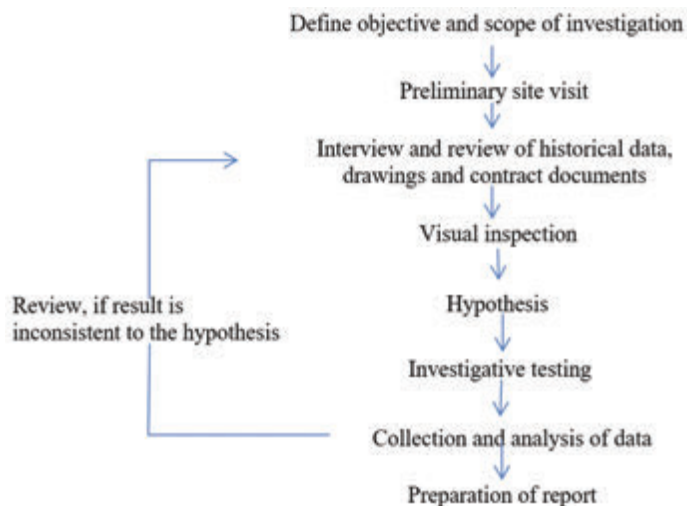 Define objective and scope of investigation
Preliminary site visit
Interview and review of historical data,
drawings and contract documents
Visual inspection
Hypothesis
Review, if result is
inconsistent to the hypothesis
Investigative testing
Collection and analysis of data
Preparation of report